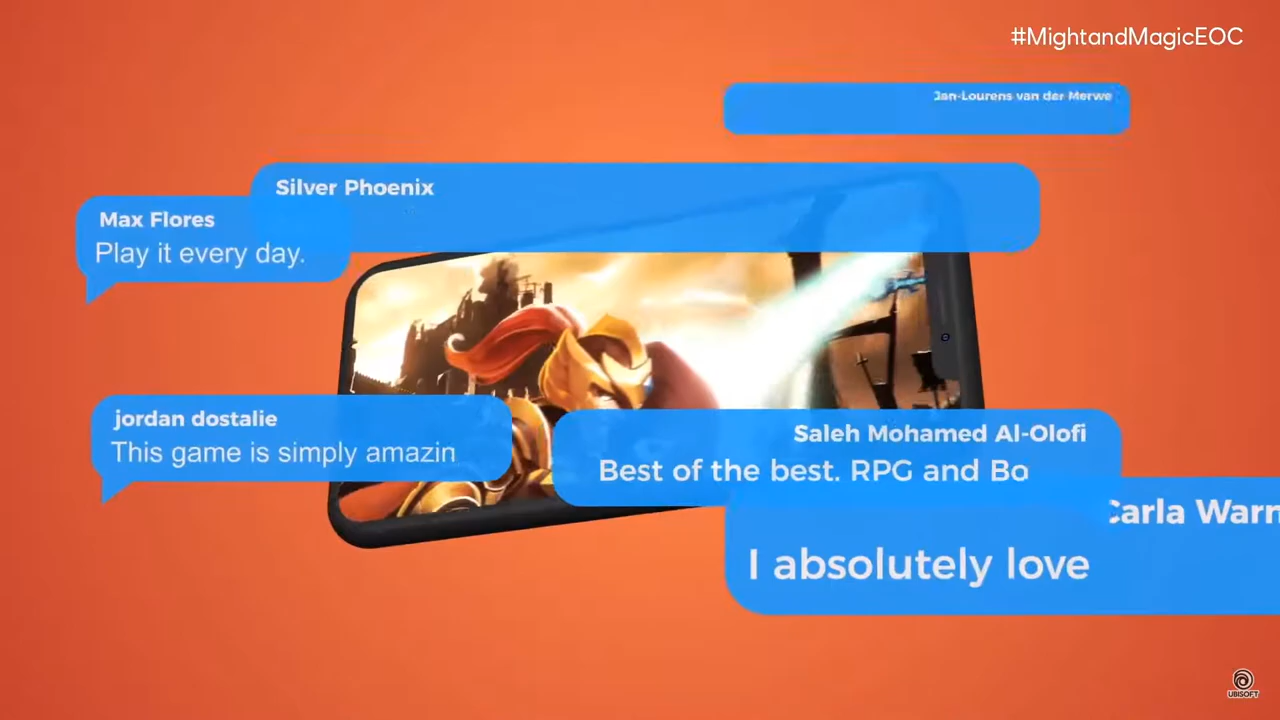 #MightandMagicEOC
Jan-Lourens van der Merwe
Silver Phoenix
Max Flores
Play it every day.
jordan dostalie
This game is simply amazin
Saleh Mohamed Al-Olofi
Best of the best. RPG and Bo
Carla Warn
I absolutely love
UBISOFT